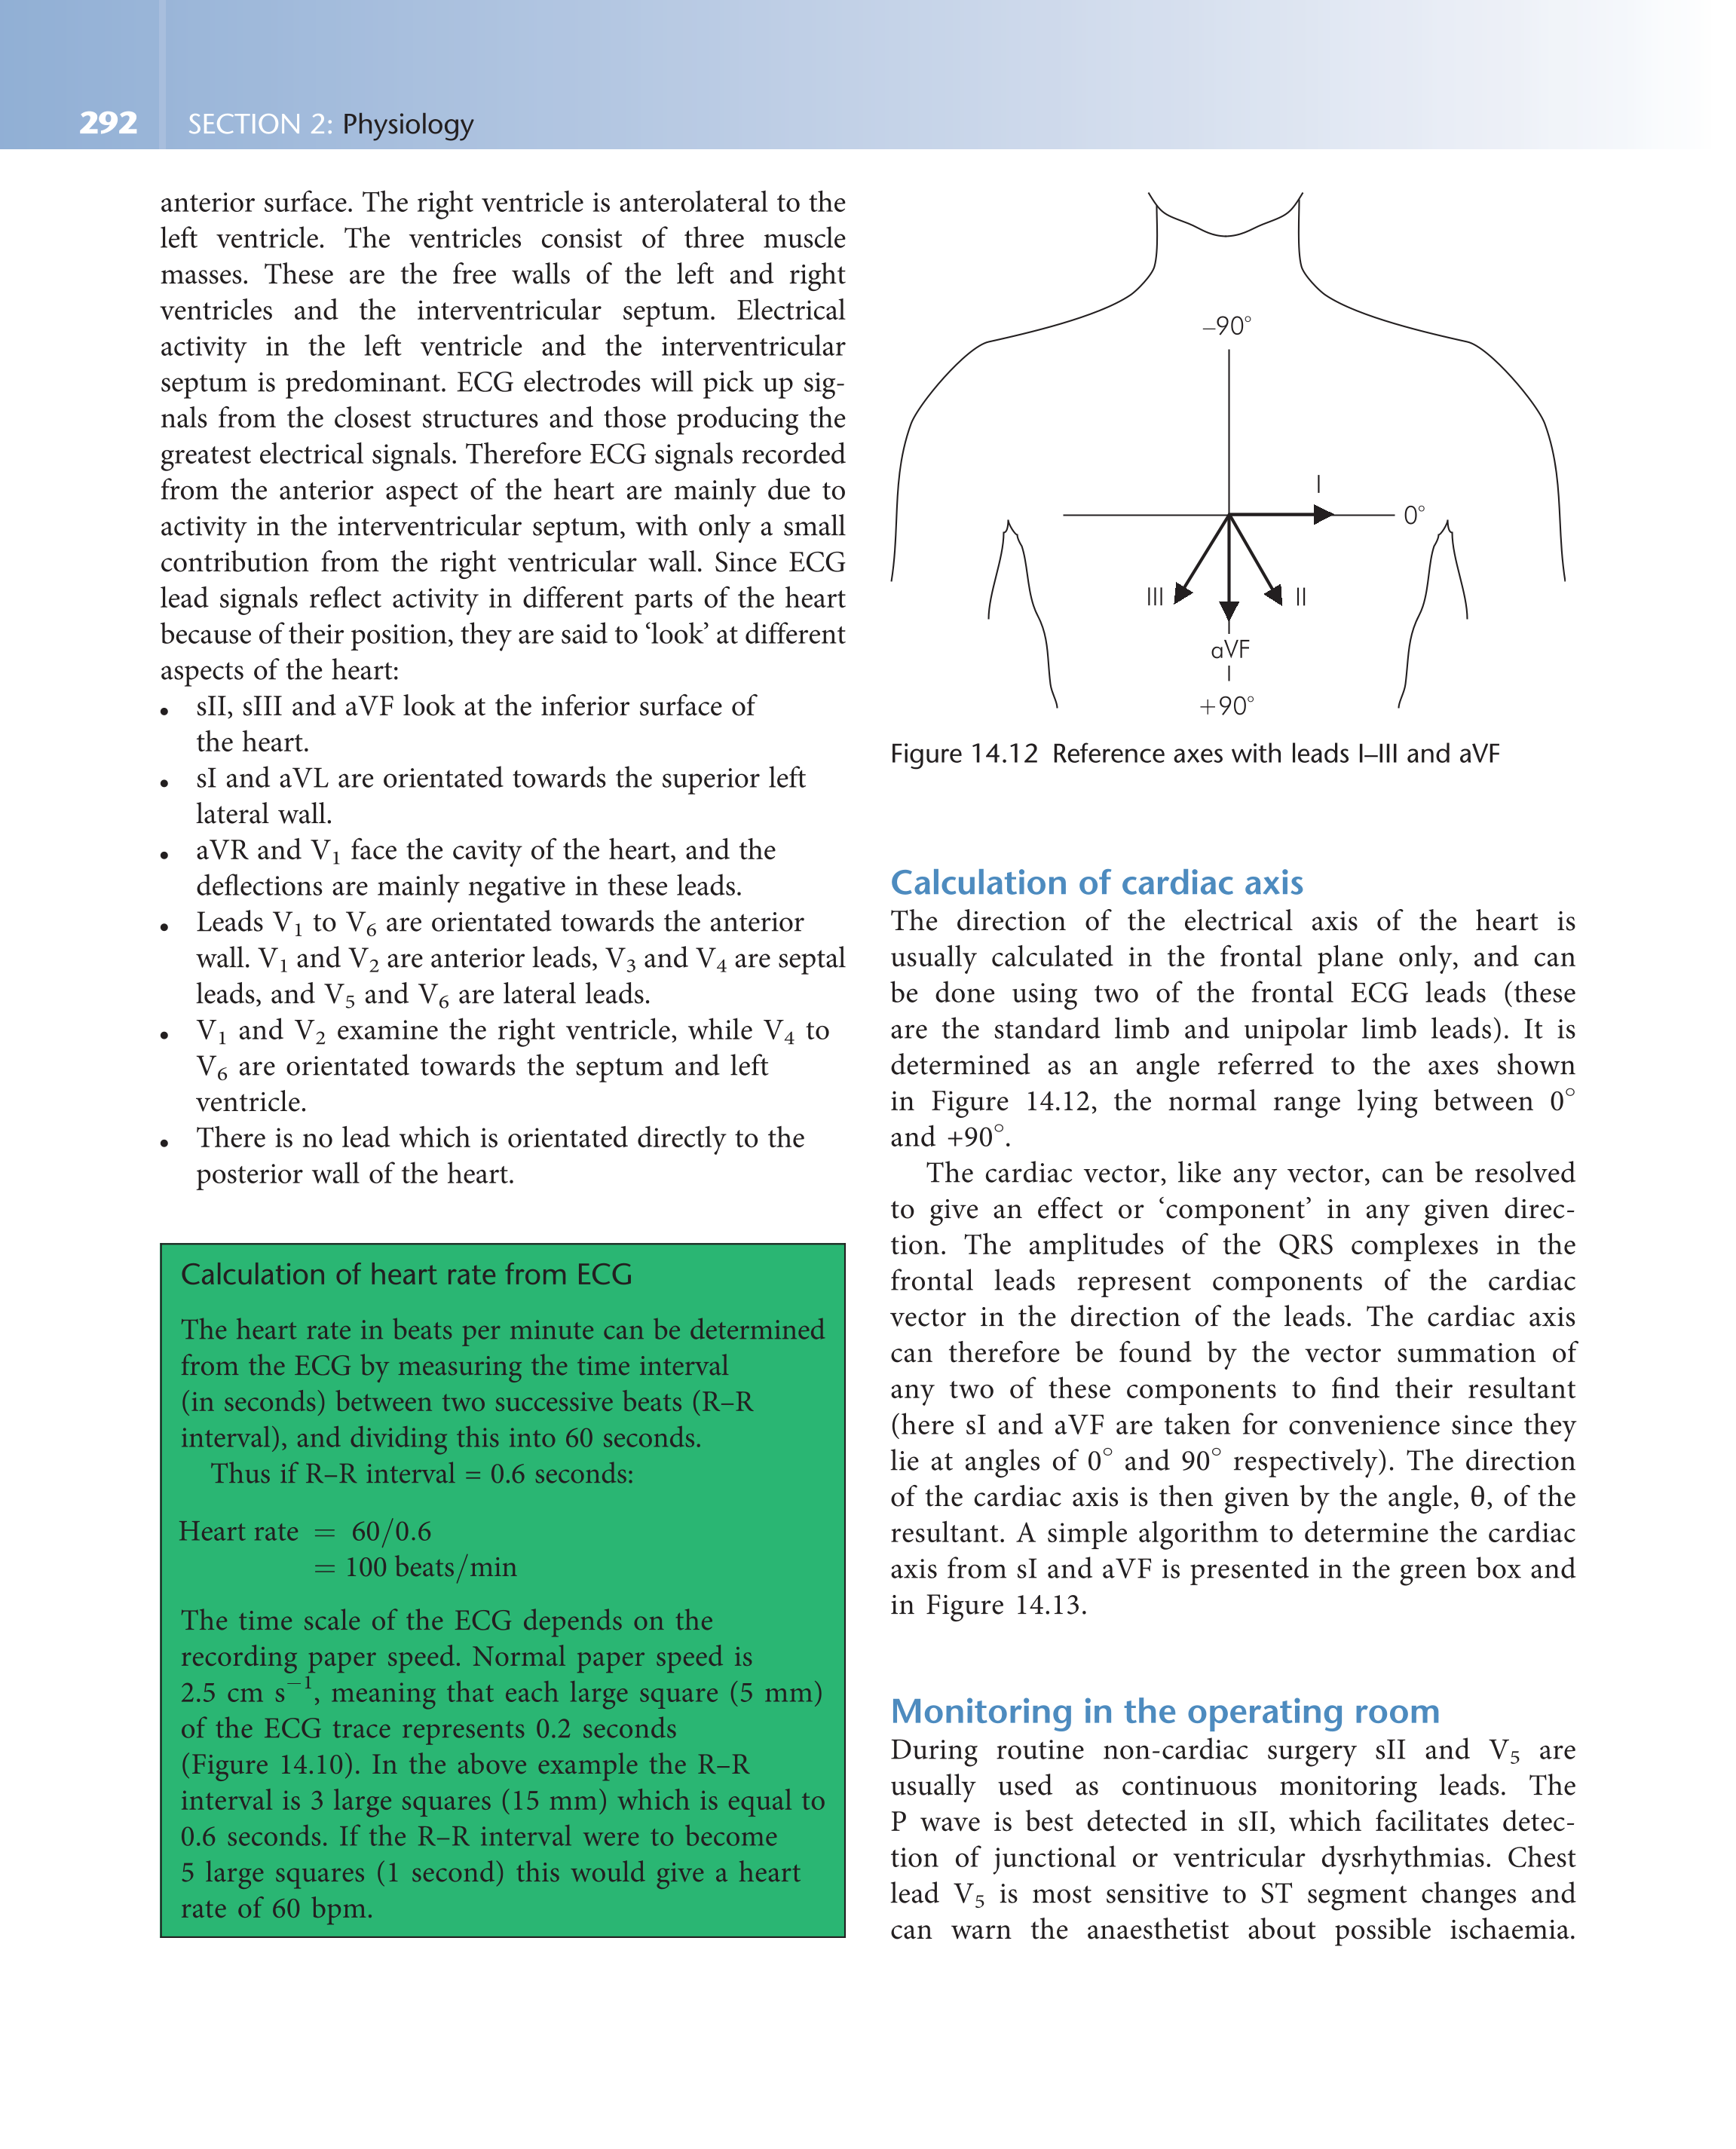 292 SECTION 2: Physiology
anterior surface. The right ventricle is anterolateral to the
left ventricle. The ventricles consist of three muscle
masses. These are the free walls of the left and right
ventricles and the interventricular septum. Electrical
activity in the left ventricle and the interventricular
septum is predominant. ECG electrodes will pick up sig-
nals from the closest structures and those producing the
greatest electrical signals. Therefore ECG signals recorded
from the anterior aspect of the heart are mainly due to
activity in the interventricular septum, with only a small
contribution from the right ventricular wall. Since ECG
lead signals reflect activity in different parts of the heart
because of their position, they are said to ‘look’ at different
aspects of the heart:
• sII, sIII and aVF look at the inferior surface of
the heart.
• sI and aVL are orientated towards the superior left
lateral wall.
• aVR and V₁ face the cavity of the heart, and the
deflections are mainly negative in these leads.
• Leads V₁ to V₆ are orientated towards the anterior
wall. V₁ and V₂ are anterior leads, V₃ and V₄ are septal
leads, and V₅ and V₆ are lateral leads.
• V₁ and V₂ examine the right ventricle, while V₄ to
V₆ are orientated towards the septum and left
ventricle.
• There is no lead which is orientated directly to the
posterior wall of the heart.
Calculation of heart rate from ECG
The heart rate in beats per minute can be determined
from the ECG by measuring the time interval
(in seconds) between two successive beats (R–R
interval), and dividing this into 60 seconds.
Thus if R–R interval = 0.6 seconds:
Heart rate = 60/0.6
= 100 beats/min
The time scale of the ECG depends on the
recording paper speed. Normal paper speed is
2.5 cm s⁻¹, meaning that each large square (5 mm)
of the ECG trace represents 0.2 seconds
(Figure 14.10). In the above example the R–R
interval is 3 large squares (15 mm) which is equal to
0.6 seconds. If the R–R interval were to become
5 large squares (1 second) this would give a heart
rate of 60 bpm.
–90°
I
0°
III
II
aVF
+90°
Figure 14.12 Reference axes with leads I–III and aVF
Calculation of cardiac axis
The direction of the electrical axis of the heart is
usually calculated in the frontal plane only, and can
be done using two of the frontal ECG leads (these
are the standard limb and unipolar limb leads). It is
determined as an angle referred to the axes shown
in Figure 14.12, the normal range lying between 0°
and +90°.
The cardiac vector, like any vector, can be resolved
to give an effect or ‘component’ in any given direc-
tion. The amplitudes of the QRS complexes in the
frontal leads represent components of the cardiac
vector in the direction of the leads. The cardiac axis
can therefore be found by the vector summation of
any two of these components to find their resultant
(here sI and aVF are taken for convenience since they
lie at angles of 0° and 90° respectively). The direction
of the cardiac axis is then given by the angle, θ, of the
resultant. A simple algorithm to determine the cardiac
axis from sI and aVF is presented in the green box and
in Figure 14.13.
Monitoring in the operating room
During routine non-cardiac surgery sII and V₅ are
usually used as continuous monitoring leads. The
P wave is best detected in sII, which facilitates detec-
tion of junctional or ventricular dysrhythmias. Chest
lead V₅ is most sensitive to ST segment changes and
can warn the anaesthetist about possible ischaemia.